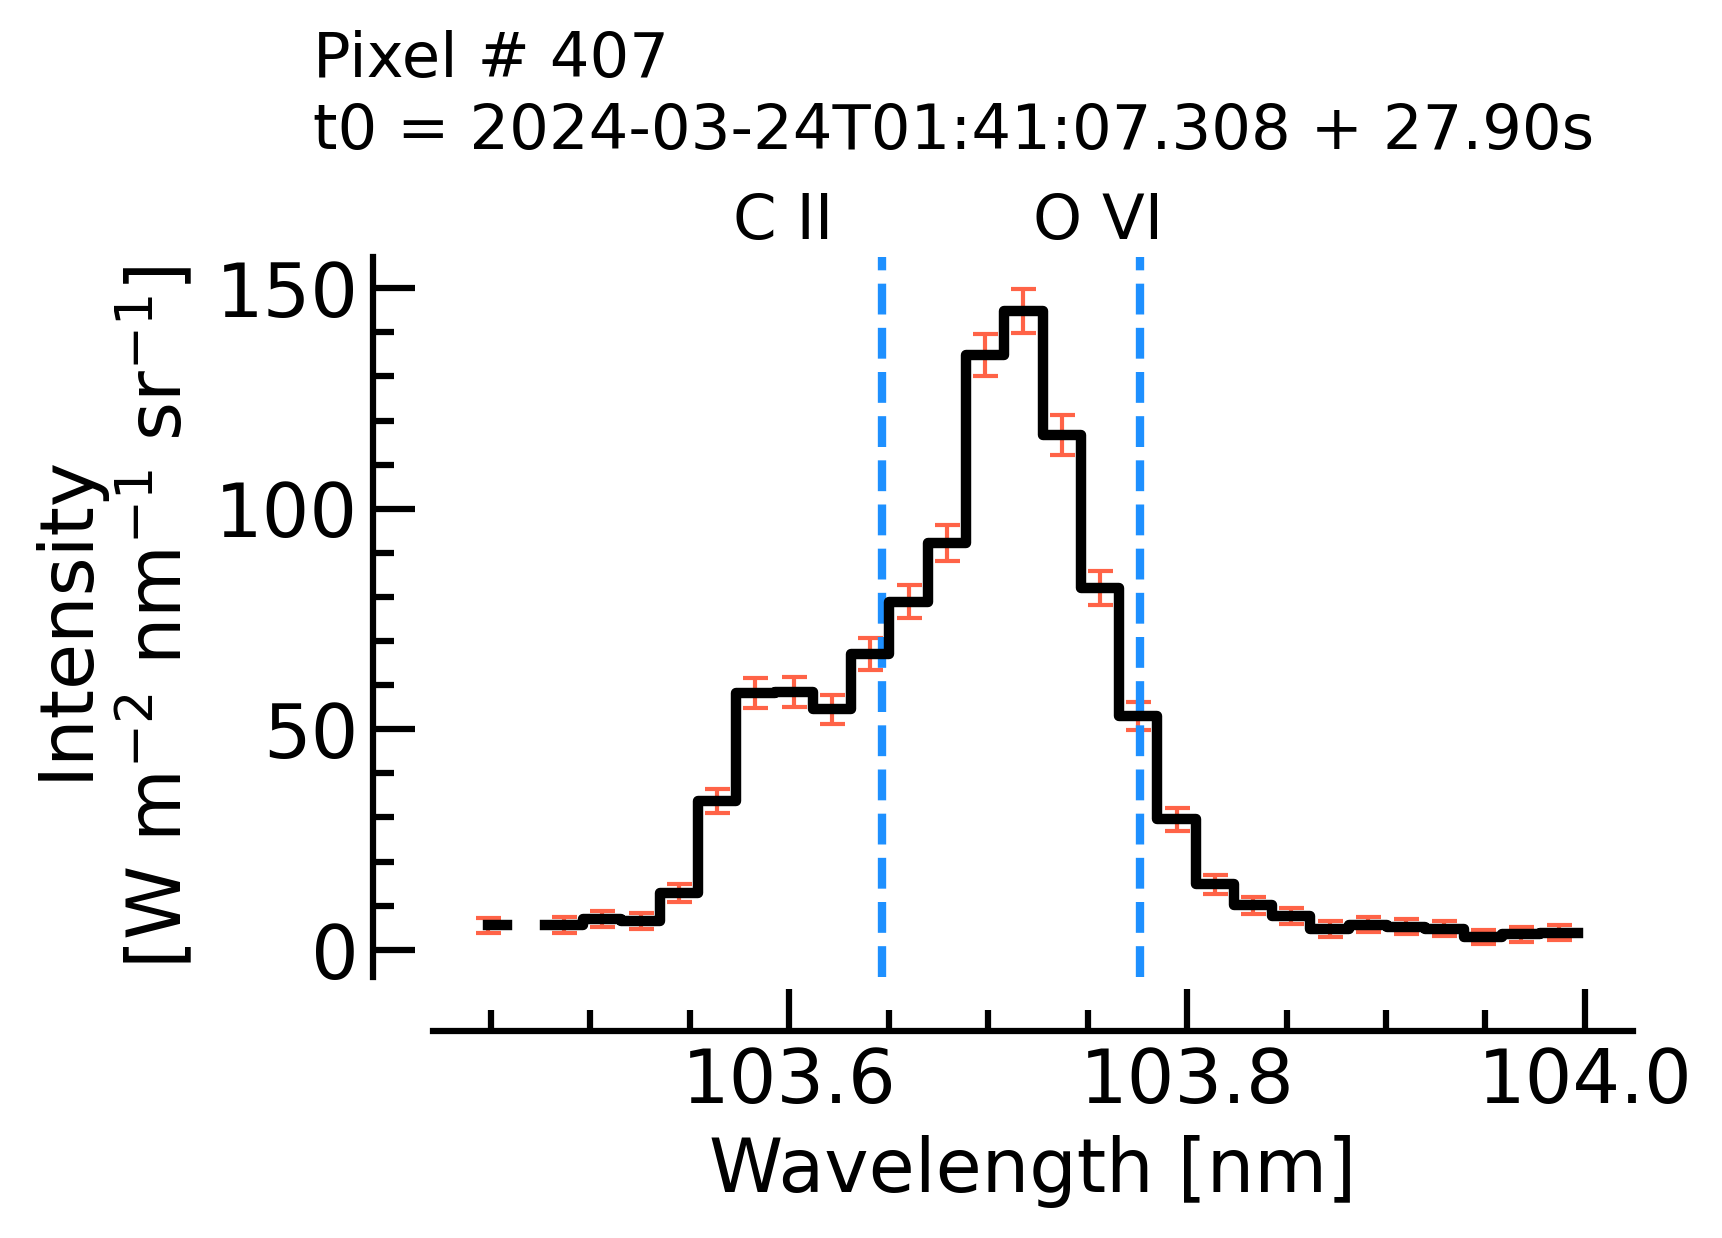 Pixel # 407
t0 = 2024-03-24T01:41:07.308 + 27.90s
C II O VI
Intensity
[W m⁻² nm⁻¹ sr⁻¹]
150
100
50
0
103.6 103.8 104.0
Wavelength [nm]